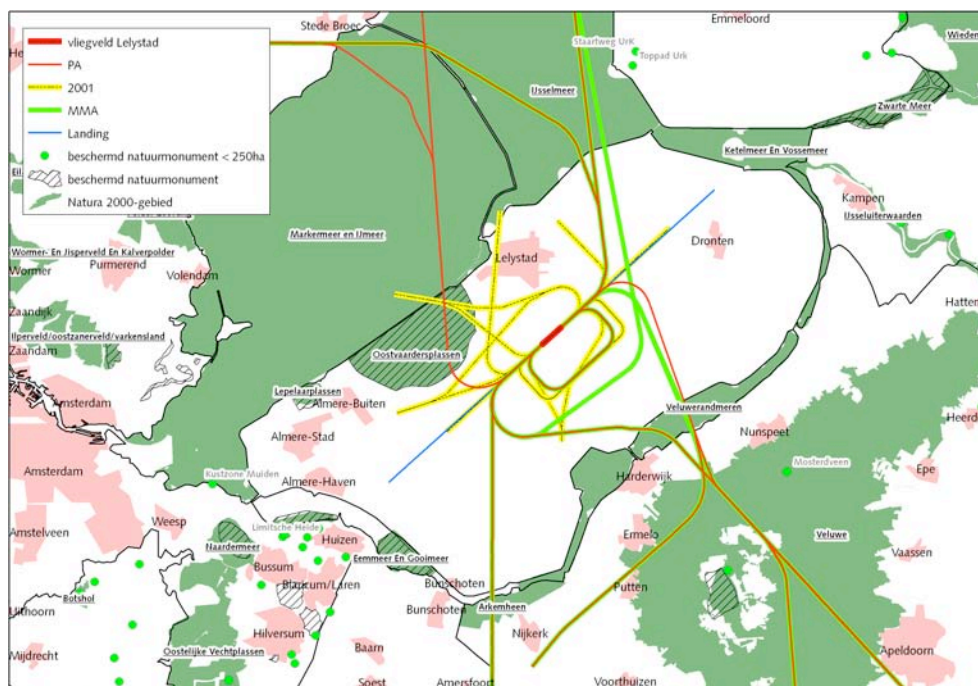 vliegveld Lelystad
PA
2001
MMA
Landing
beschermd natuurmonument < 250ha
beschermd natuurmonument
Natura 2000-gebied
Stede Broec
Emmeloord
Staartweg UrK
Toppad Urk
IJsselmeer
Zwarte Meer
Ketelmeer En Vossemeer
Kampen
IJsseluiterwaarden
Markermeer en IJmeer
Wormer- En Jisperveld En Kalverpolder
Wormer
Purmerend
Volendam
Zaandijk
Lelystad
Dronten
Ilperveld/oostzanerveld/varkensland
Zaandam
Oostvaardersplassen
Lepelaarplassen
Almere-Buiten
Amsterdam
Almere-Stad
Veluwerandmeren
Nunspeet
Amsterdam
Kustzone Muiden
Almere-Haven
Harderwijk
Mosterdveen
Epe
Amstelveen
Weesp
Limitsche Heide
Huizen
Naardermeer
Ermelo
Veluwe
Vaassen
Bussum
Eemmeer En Gooimeer
Blaricum/Laren
Bunschoten
Putten
Botshol
Uithoorn
Bunschoten
Arkemheen
Hilversum
Nijkerk
Mijdrecht
Oostelijke Vechtplassen
Baarn
Apeldoorn
Soest
Amersfoort
Voorthuizen